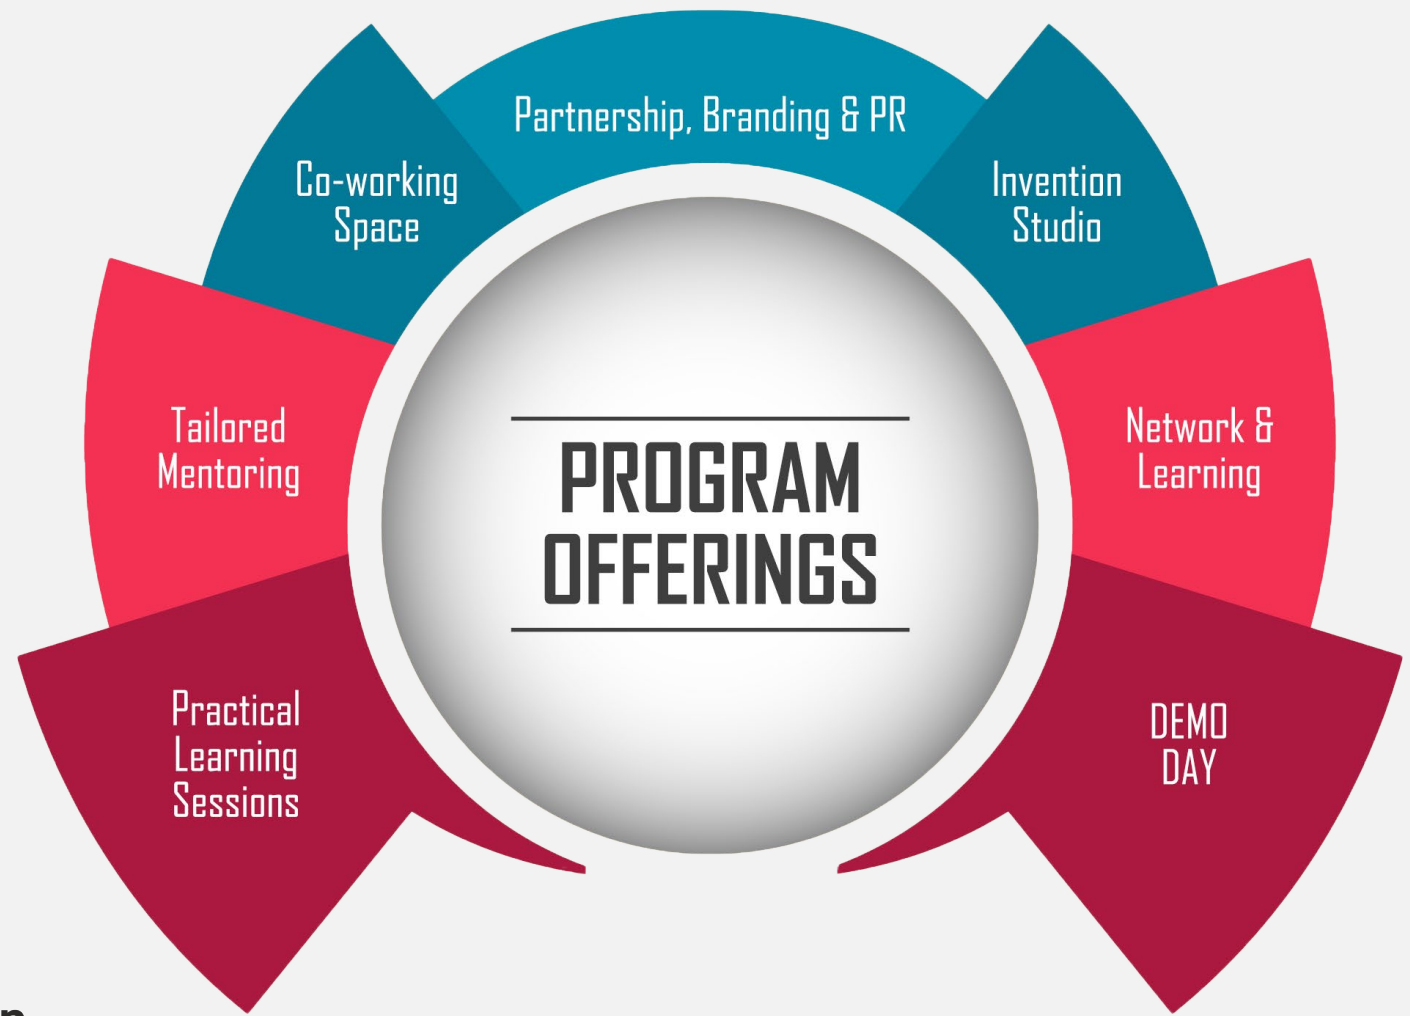 Partnership, Branding & PR
Co-working
Space
Invention
Studio
Tailored
Mentoring
Network &
Learning
PROGRAM
OFFERINGS
Practical
Learning
Sessions
DEMO
DAY